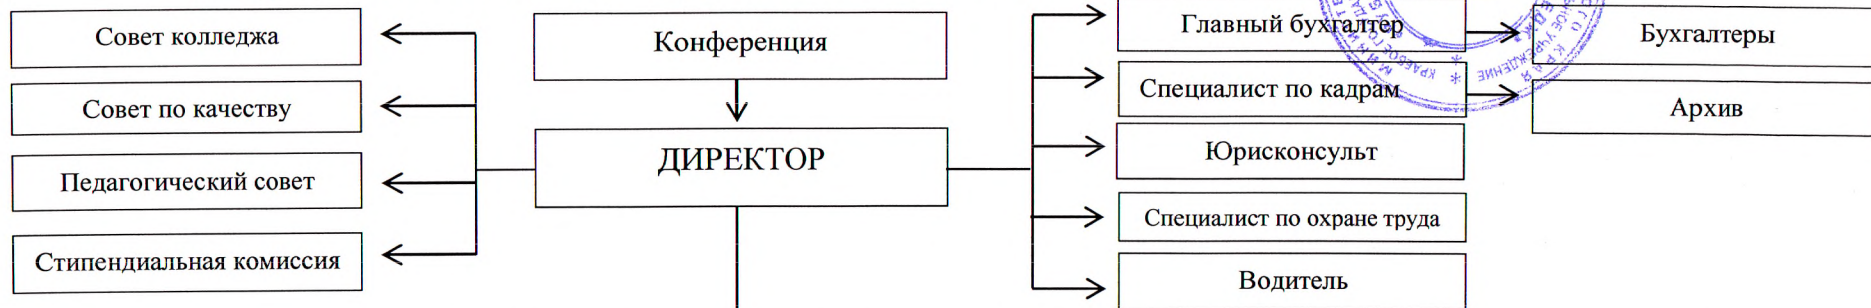 Совет колледжа
Совет по качеству
Педагогический совет
Стипендиальная комиссия
Конференция
ДИРЕКТОР
Главный бухгалтер
Специалист по кадрам
Юрисконсульт
Специалист по охране труда
Водитель
Бухгалтеры
Архив